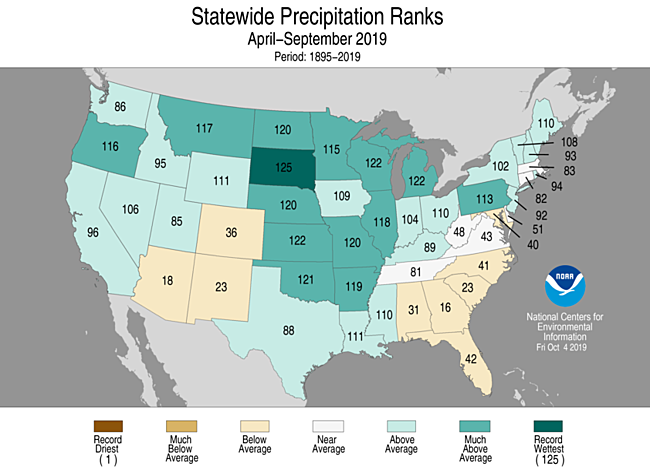 Statewide Precipitation Ranks
April–September 2019
Period: 1895–2019
86
117
120
115
110
116
95
125
122
122
108
93
83
94
111
109
102
113
82
92
51
40
106
85
120
118
104
110
96
36
122
120
89
48
43
18
23
121
119
81
41
23
88
111
110
31
16
42
NOAA
National Centers for
Environmental
Information
Fri Oct 4 2019
Record
Driest
(1)
Much
Below
Average
Below
Average
Near
Average
Above
Average
Much
Above
Average
Record
Wettest
(125)